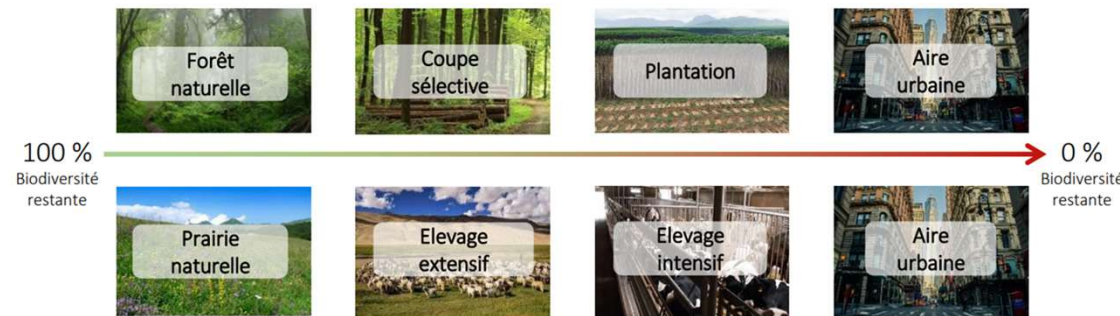 Forêt
naturelle
Coupe
sélective
Plantation
Aire
urbaine
100 %
Biodiversité
restante
0 %
Biodiversité
restante
Prairie
naturelle
Elevage
extensif
Elevage
intensif
Aire
urbaine